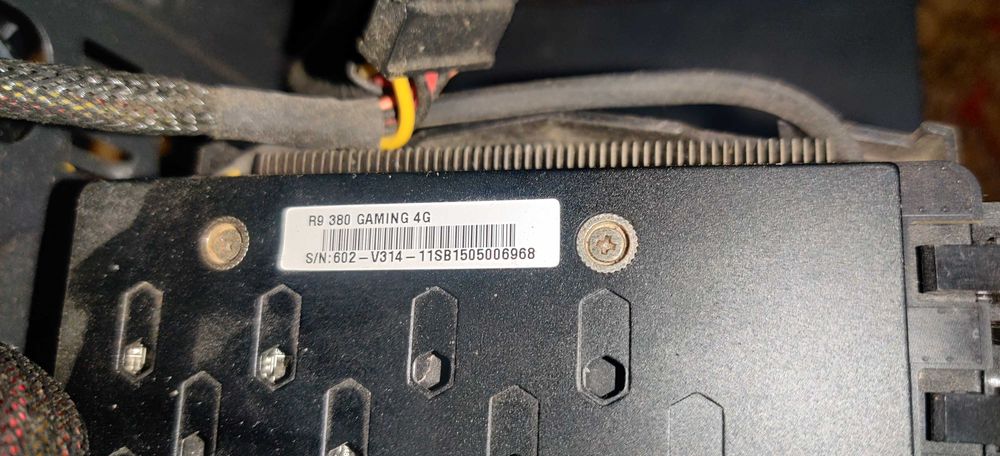 R9 380 GAMING 4G
S/N:602-V314-11SB1505006968